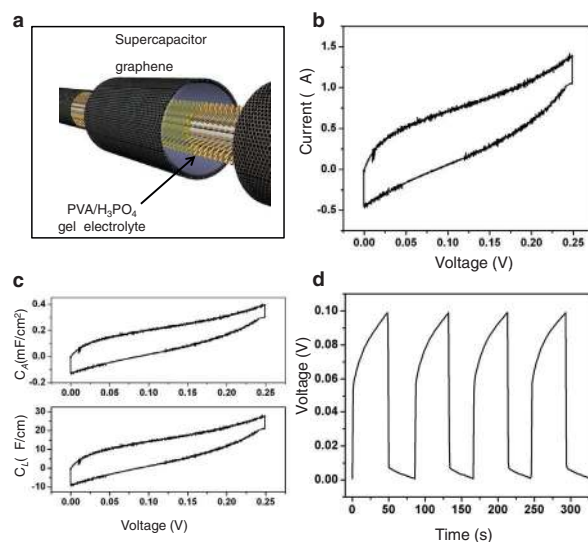 a
Supercapacitor
graphene
PVA/H₃PO₄
gel electrolyte
b
Current ( A)
1.5
1.0
0.5
0.0
-0.5
0.00 0.05 0.10 0.15 0.20 0.25
Voltage (V)
c
C_A(mF/cm²)
0.4
0.2
0.0
-0.2
0.00 0.05 0.10 0.15 0.20 0.25
C_L( F/cm)
30
20
10
0
-10
0.00 0.05 0.10 0.15 0.20 0.25
Voltage (V)
d
Voltage (V)
0.10
0.08
0.06
0.04
0.02
0.00
0 50 100 150 200 250 300
Time (s)